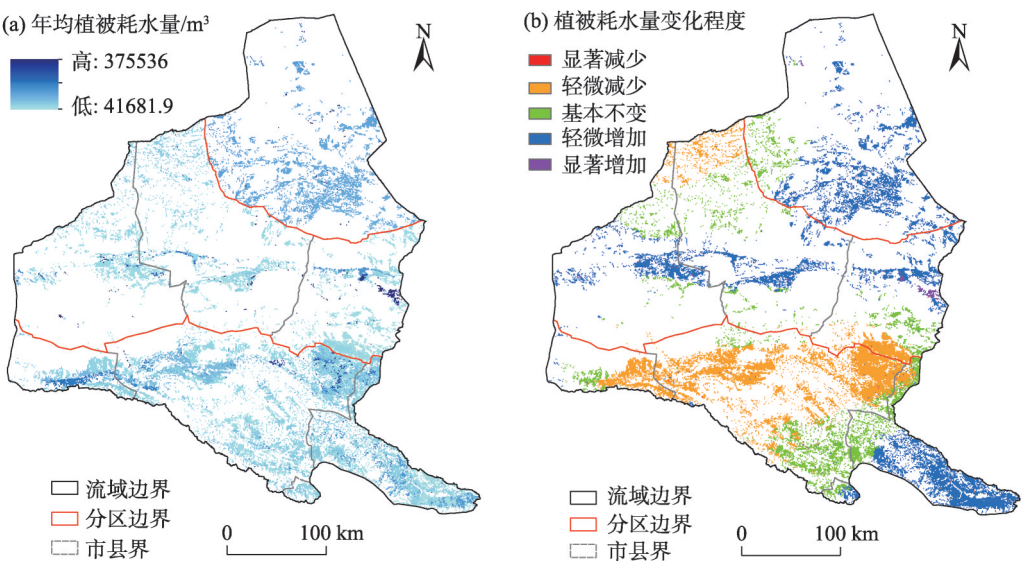 (a) 年均植被耗水量/m³
高: 375536
低: 41681.9
N
流域边界
分区边界
市县界
0 100 km
(b) 植被耗水量变化程度
显著减少
轻微减少
基本不变
轻微增加
显著增加
N
流域边界
分区边界
市县界
0 100 km